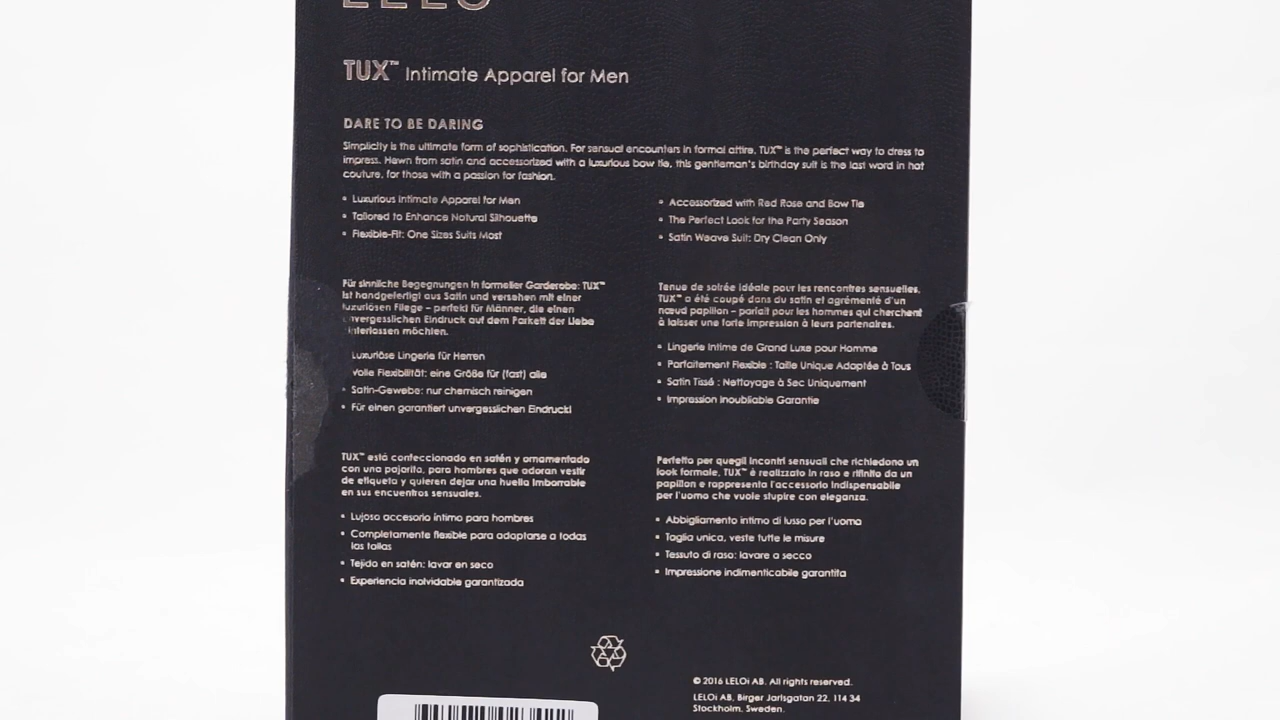 LELO
TUX™ Intimate Apparel for Men
DARE TO BE DARING
Simplicity is the ultimate form of sophistication. For sensual encounters in formal attire, TUX™ is the perfect way to dress to
impress. Hewn from satin and accessorized with a luxurious bow tie, this gentleman's birthday suit is the last word in hot
couture, for those with a passion for fashion.
• Luxurious Intimate Apparel for Men
• Tailored to Enhance Natural Silhouette
• Flexible-Fit: One Sizes Suits Most
• Accessorized with Red Rose and Bow Tie
• The Perfect Look for the Party Season
• Satin Weave Suit: Dry Clean Only
Für sinnliche Begegnungen in formeller Garderobe: TUX™
ist handgefertigt aus Satin und versehen mit einer
luxuriösen Fliege – perfekt für Männer, die einen
unvergesslichen Eindruck auf dem Parkett der Liebe
hinterlassen möchten.
Luxuriöse Lingerie für Herren
Volle Flexibilität: eine Größe für (fast) alle
• Satin-Gewebe: nur chemisch reinigen
• Für einen garantiert unvergesslichen Eindruck!
Tenue de soirée idéale pour les rencontres sensuelles,
TUX™ a été coupé dans du satin et agrémenté d'un
nœud papillon – parfait pour les hommes qui cherchent
à laisser une forte impression à leurs partenaires.
• Lingerie Intime de Grand Luxe pour Homme
• Parfaitement Flexible : Taille Unique Adaptée à Tous
• Satin Tissé : Nettoyage à Sec Uniquement
• Impression Inoubliable Garantie
TUX™ está confeccionado en satén y ornamentado
con una pajarita, para hombres que adoran vestir
de etiqueta y quieren dejar una huella imborrable
en sus encuentros sensuales.
• Lujoso accesorio íntimo para hombres
• Completamente flexible para adaptarse a todas
las tallas
• Tejido en satén: lavar en seco
• Experiencia inolvidable garantizada
Perfetto per quegli incontri sensuali che richiedono un
look formale, TUX™ è realizzato in raso e rifinito da un
papillon e rappresenta l'accessorio indispensabile
per l'uomo che vuole stupire con eleganza.
• Abbigliamento intimo di lusso per l'uomo
• Taglia unica, veste tutte le misure
• Tessuto di raso: lavare a secco
• Impressione indimenticabile garantita
© 2016 LELOi AB. All rights reserved.
LELOi AB, Birger Jarlsgatan 22, 114 34
Stockholm, Sweden.